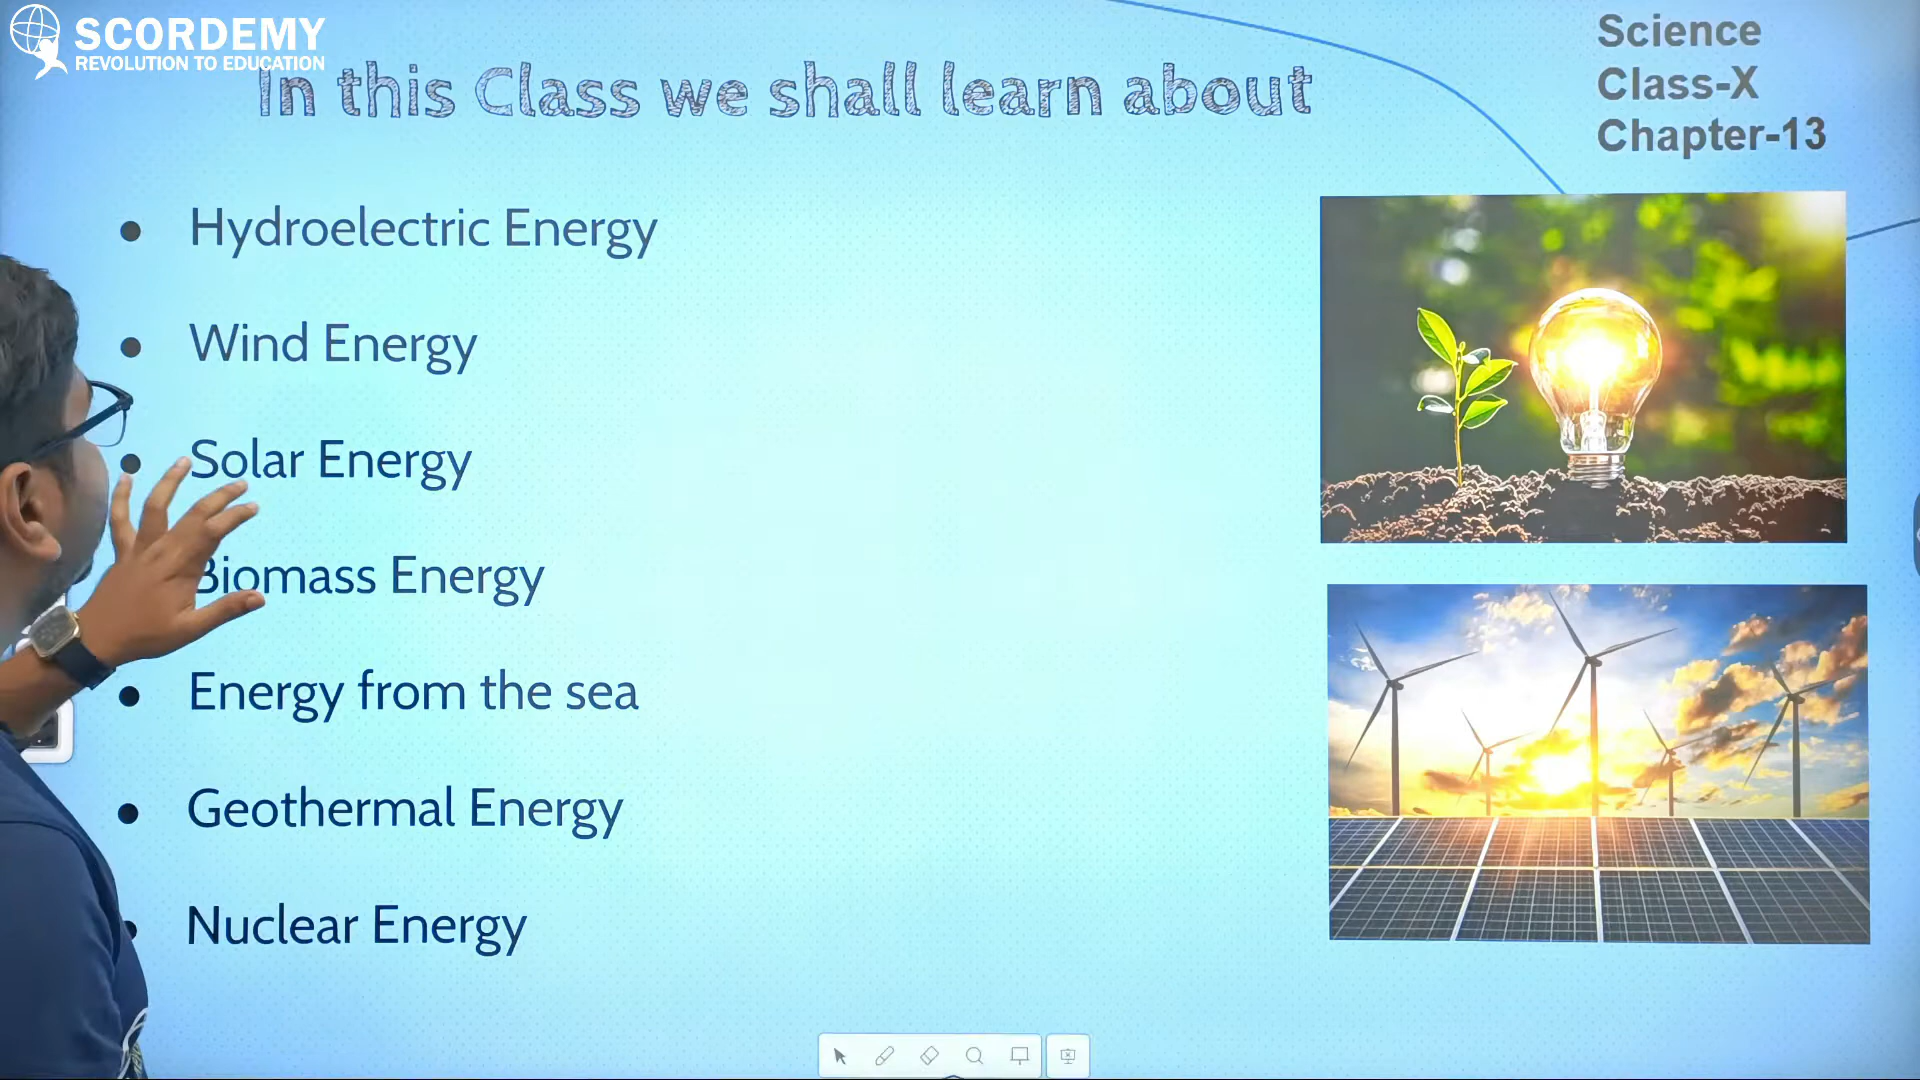 SCORDEMY
REVOLUTION TO EDUCATION
In this Class we shall learn about
Science
Class-X
Chapter-13
Hydroelectric Energy
Wind Energy
Solar Energy
Biomass Energy
Energy from the sea
Geothermal Energy
Nuclear Energy